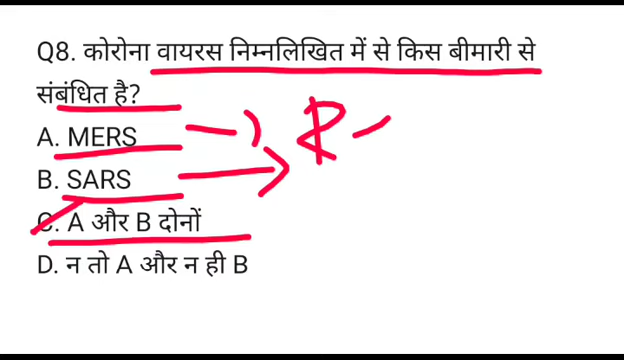 Q8. कोरोना वायरस निम्नलिखित में से किस बीमारी से
संबंधित है?
A. MERS
B. SARS
C. A और B दोनों
D. न तो A और न ही B